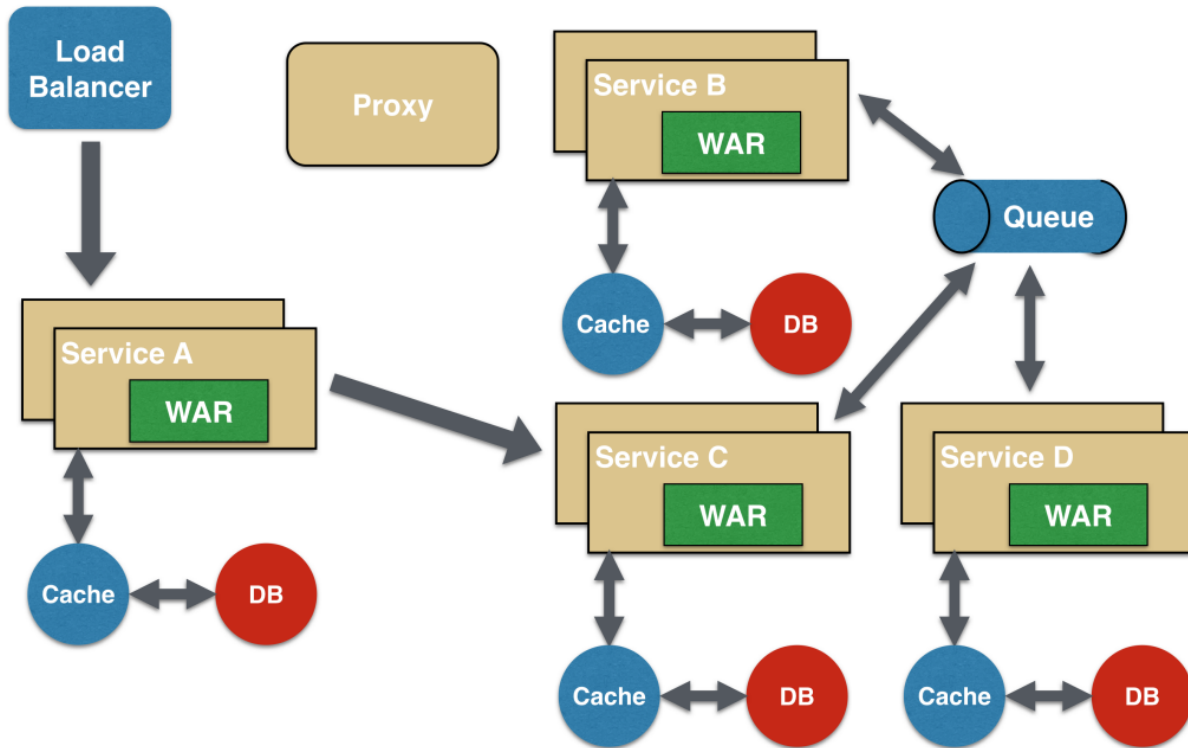 Load
Balancer
Proxy
Service B
WAR
Queue
Cache
DB
Service A
WAR
Cache
DB
Service C
WAR
Cache
DB
Service D
WAR
Cache
DB